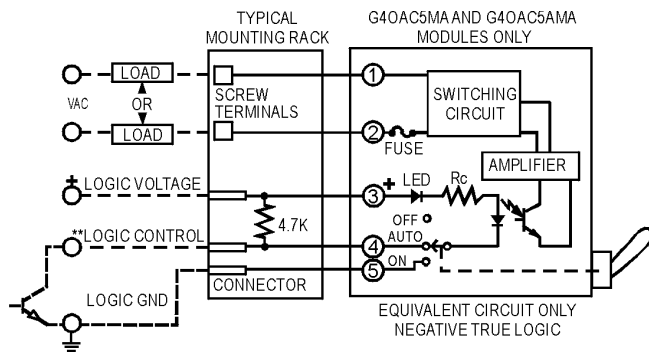 TYPICAL
MOUNTING RACK
G4OAC5MA AND G4OAC5AMA
MODULES ONLY
LOAD
VAC
OR
LOAD
SCREW
TERMINALS
1
2
FUSE
SWITCHING
CIRCUIT
AMPLIFIER
+
LOGIC VOLTAGE
3
+
LED
Rc
4.7K
OFF
**LOGIC CONTROL
4
AUTO
5
ON
LOGIC GND
CONNECTOR
EQUIVALENT CIRCUIT ONLY
NEGATIVE TRUE LOGIC